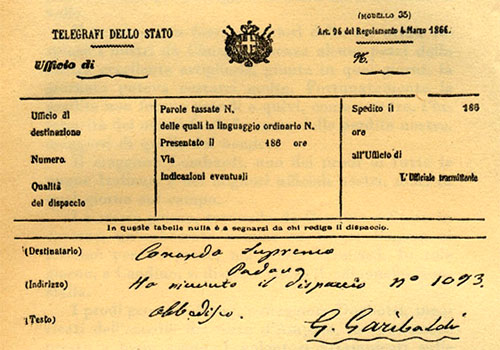 (MODELLO 35)
TELEGRAFI DELLO STATO
Art. 96 del Regolamento 4 Marzo 1866.
Ufficio di
N.
Ufficio di destinazione
Numero.
Qualità del dispaccio
Parole tassate N.
delle quali in linguaggio ordinario N.
Presentato il 186 ore
Via
Indicazioni eventuali
Spedito il 186
ore
all'Ufficio di
L'Uffiziale trasmittente
In queste tabelle nulla è a segnarsi da chi redige il dispaccio.
(Destinatario) Comando Supremo
Padova
(Indirizzo) Ho ricevuto il dispaccio n° 1073.
(Testo) Obbedisco.
G. Garibaldi